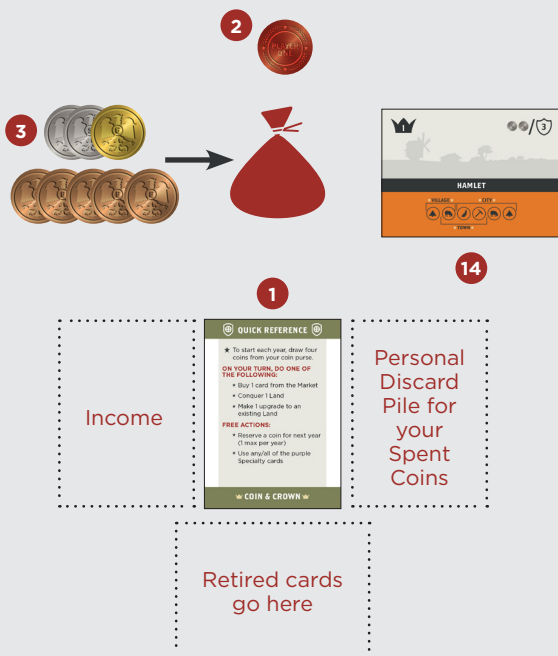 2
PLAYER
ONE
3
1
/3
HAMLET
VILLAGE
CITY
TOWN
14
1
QUICK REFERENCE
★ To start each year, draw four
coins from your coin purse.
ON YOUR TURN, DO ONE OF
THE FOLLOWING:
• Buy 1 card from the Market
• Conquer 1 Land
• Make 1 upgrade to an
existing Land
FREE ACTIONS:
• Reserve a coin for next year
(1 max per year)
• Use any/all of the purple
Specialty cards
COIN & CROWN
Income
Personal
Discard
Pile for
your
Spent
Coins
Retired cards
go here